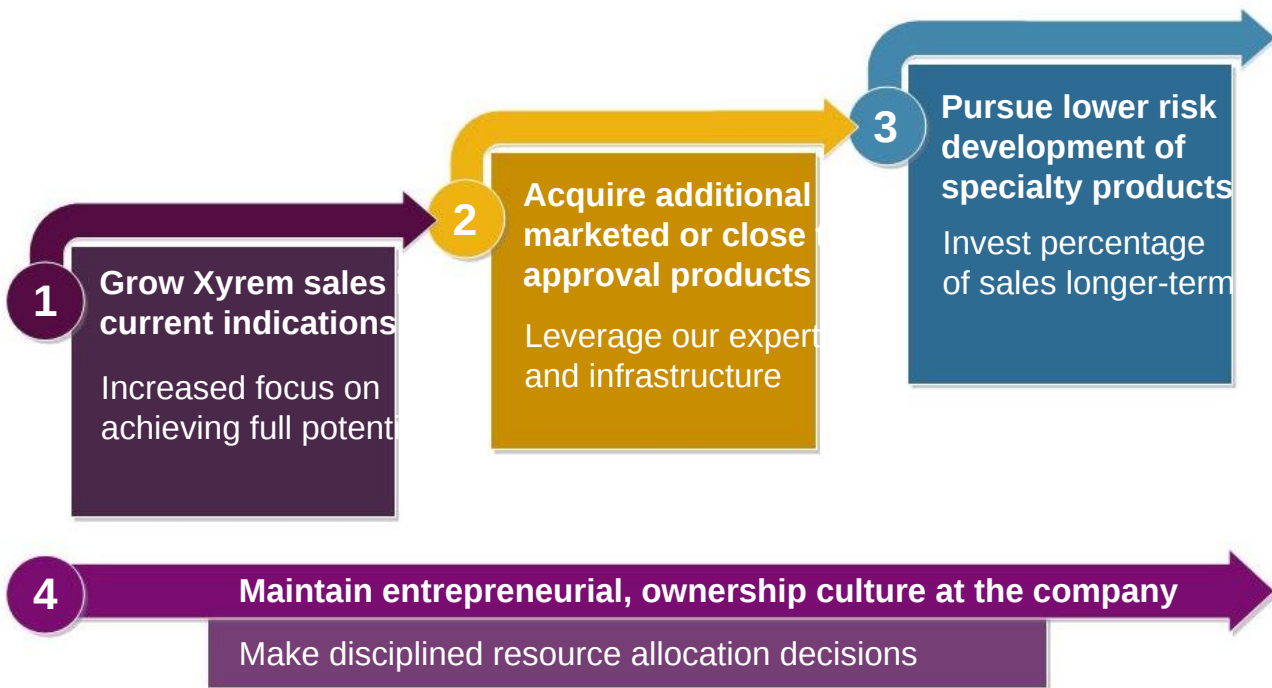 1
Grow Xyrem sales
current indications
Increased focus on
achieving full potenti
2
Acquire additional
marketed or close
approval products
Leverage our expert
and infrastructure
3
Pursue lower risk
development of
specialty products
Invest percentage
of sales longer-term
4
Maintain entrepreneurial, ownership culture at the company
Make disciplined resource allocation decisions